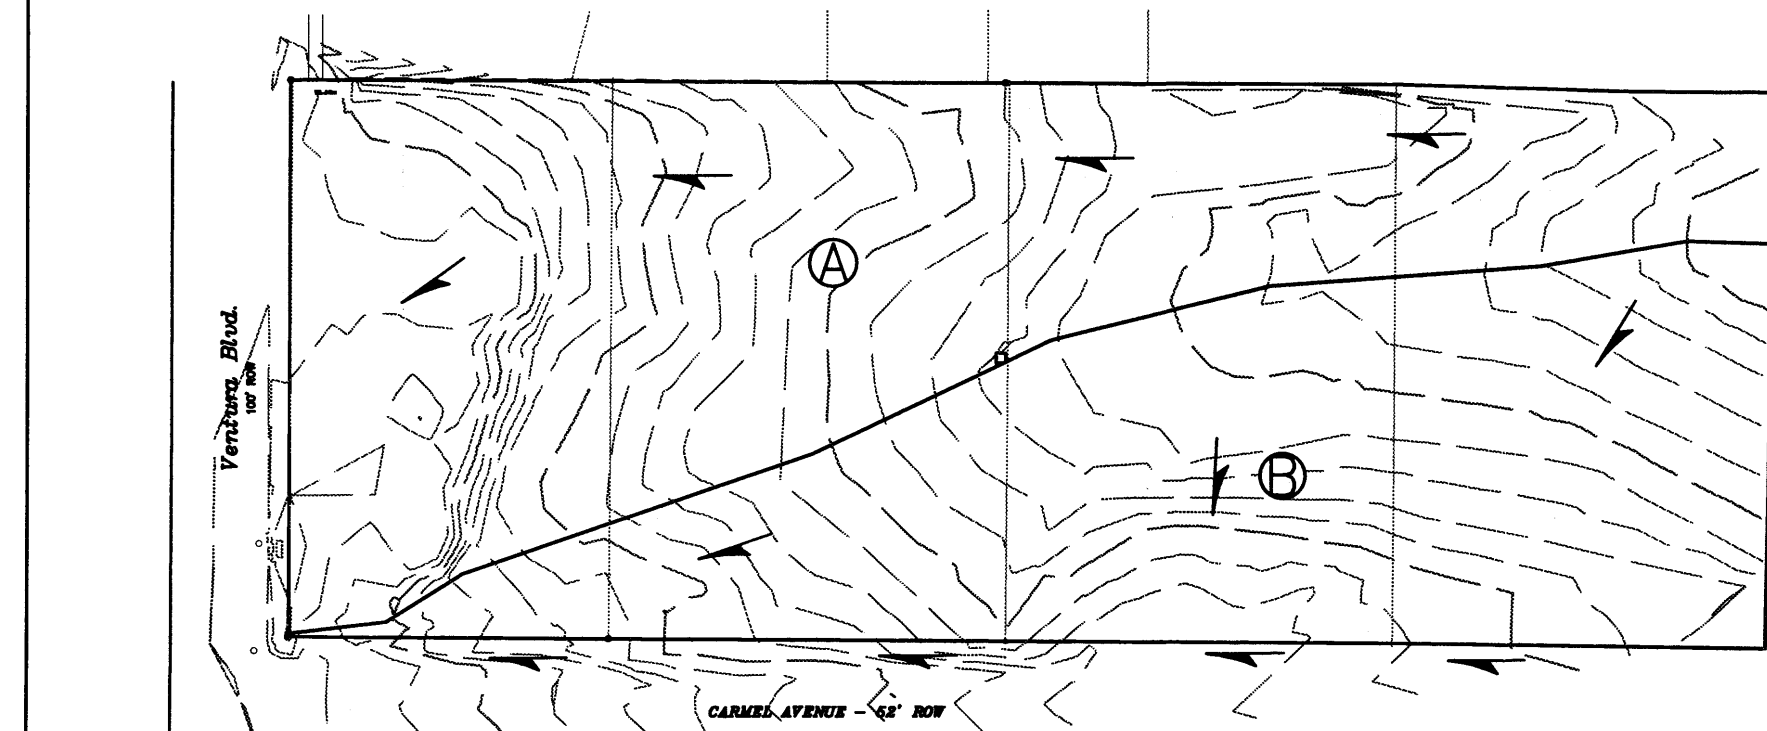 A
Ventura Blvd.
100' ROW
B
CARMEL AVENUE - 52' ROW